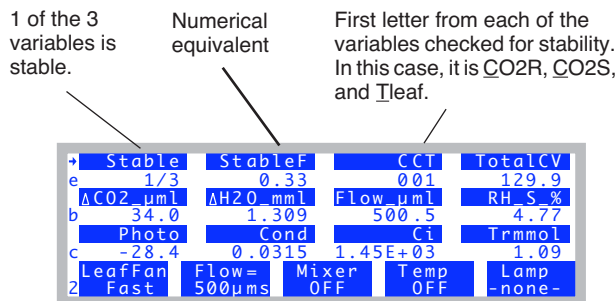 1 of the 3
variables is
stable.
Numerical
equivalent
First letter from each of the
variables checked for stability.
In this case, it is CO2R, CO2S,
and Tleaf.
→ Stable StableF CCT TotalCV
e 1/3 0.33 001 129.9
ΔCO2_µml ΔH2O_mml Flow_µml RH_S_%
b 34.0 1.309 500.5 4.77
Photo Cond Ci Trmmol
c -28.4 0.0315 1.45E+03 1.09
LeafFan Flow= Mixer Temp Lamp
2 Fast 500µms OFF OFF -none-